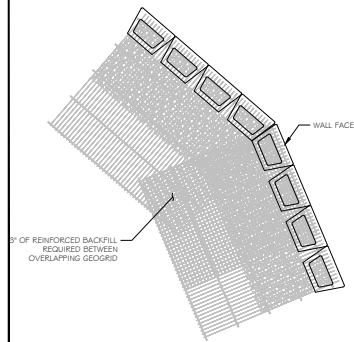 WALL FACE
3" OF REINFORCED BACKFILL
REQUIRED BETWEEN
OVERLAPPING GEOGRID